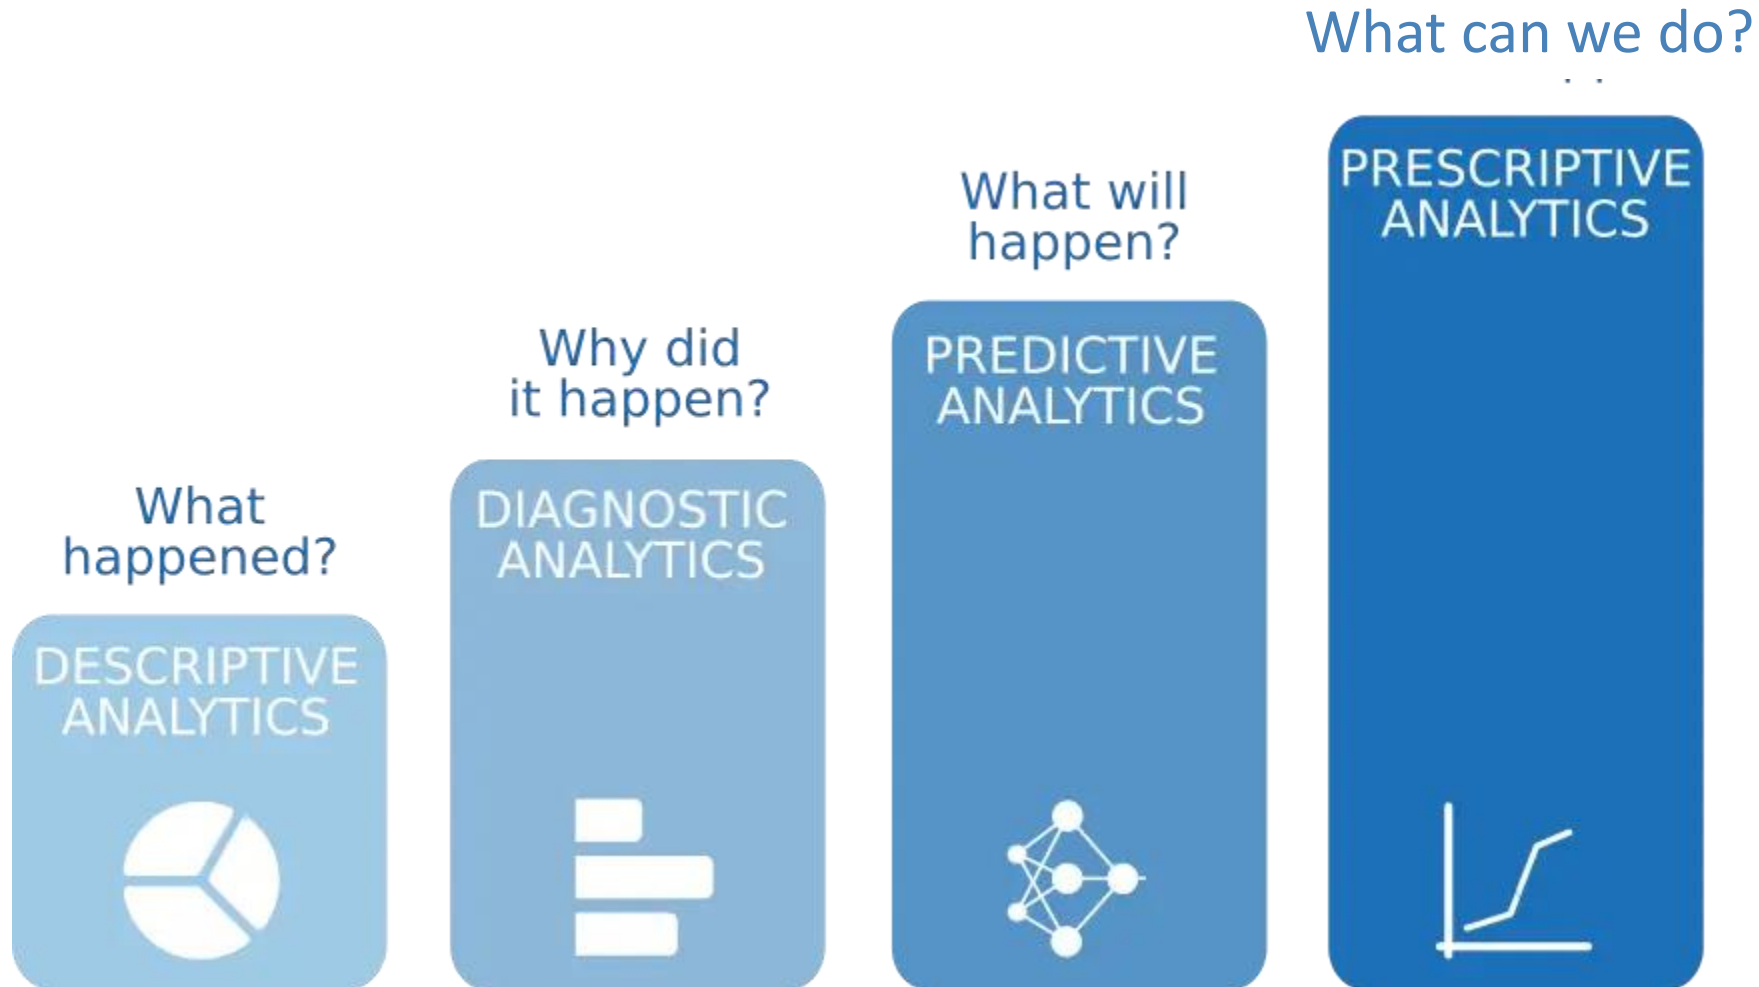 What can we do?
What will
happen?
Why did
it happen?
What
happened?
PRESCRIPTIVE
ANALYTICS
PREDICTIVE
ANALYTICS
DIAGNOSTIC
ANALYTICS
DESCRIPTIVE
ANALYTICS